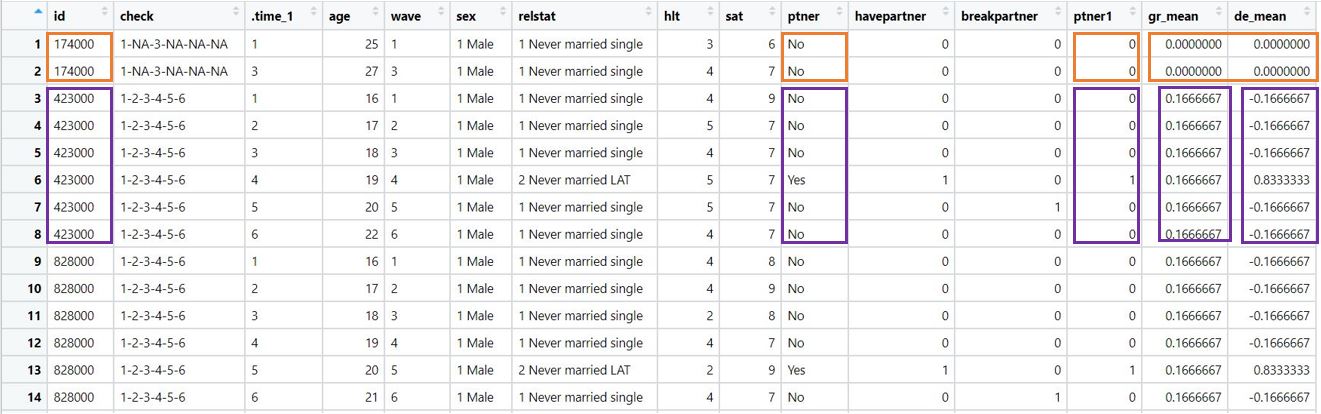 id check .time_1 age wave sex relstat hlt sat ptner havepartner breakpartner ptner1 gr_mean de_mean
1 174000 1-NA-3-NA-NA-NA 1 25 1 1 Male 1 Never married single 3 6 No 0 0 0 0.0000000 0.0000000
2 174000 1-NA-3-NA-NA-NA 3 27 3 1 Male 1 Never married single 4 7 No 0 0 0 0.0000000 0.0000000
3 423000 1-2-3-4-5-6 1 16 1 1 Male 1 Never married single 4 9 No 0 0 0 0.1666667 -0.1666667
4 423000 1-2-3-4-5-6 2 17 2 1 Male 1 Never married single 5 7 No 0 0 0 0.1666667 -0.1666667
5 423000 1-2-3-4-5-6 3 18 3 1 Male 1 Never married single 4 7 No 0 0 0 0.1666667 -0.1666667
6 423000 1-2-3-4-5-6 4 19 4 1 Male 2 Never married LAT 5 7 Yes 1 0 1 0.1666667 0.8333333
7 423000 1-2-3-4-5-6 5 20 5 1 Male 1 Never married single 5 7 No 0 1 0 0.1666667 -0.1666667
8 423000 1-2-3-4-5-6 6 22 6 1 Male 1 Never married single 4 7 No 0 0 0 0.1666667 -0.1666667
9 828000 1-2-3-4-5-6 1 16 1 1 Male 1 Never married single 4 8 No 0 0 0 0.1666667 -0.1666667
10 828000 1-2-3-4-5-6 2 17 2 1 Male 1 Never married single 4 9 No 0 0 0 0.1666667 -0.1666667
11 828000 1-2-3-4-5-6 3 18 3 1 Male 1 Never married single 2 8 No 0 0 0 0.1666667 -0.1666667
12 828000 1-2-3-4-5-6 4 19 4 1 Male 1 Never married single 4 7 No 0 0 0 0.1666667 -0.1666667
13 828000 1-2-3-4-5-6 5 20 5 1 Male 2 Never married LAT 2 9 Yes 1 0 1 0.1666667 0.8333333
14 828000 1-2-3-4-5-6 6 21 6 1 Male 1 Never married single 4 7 No 0 1 0 0.1666667 -0.1666667